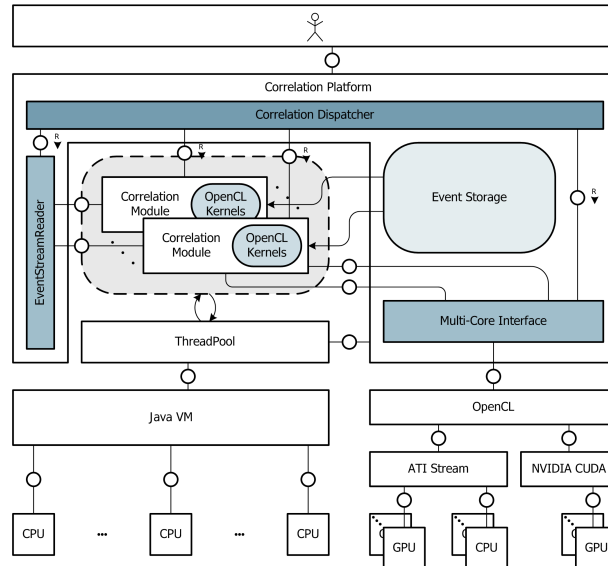 Correlation Platform
Correlation Dispatcher
R
R
R
R
EventStreamReader
Correlation
Module
OpenCL
Kernels
Correlation
Module
OpenCL
Kernels
Event Storage
Multi-Core Interface
ThreadPool
Java VM
OpenCL
ATI Stream
NVIDIA CUDA
CPU
...
CPU
...
CPU
GPU
CPU
GPU